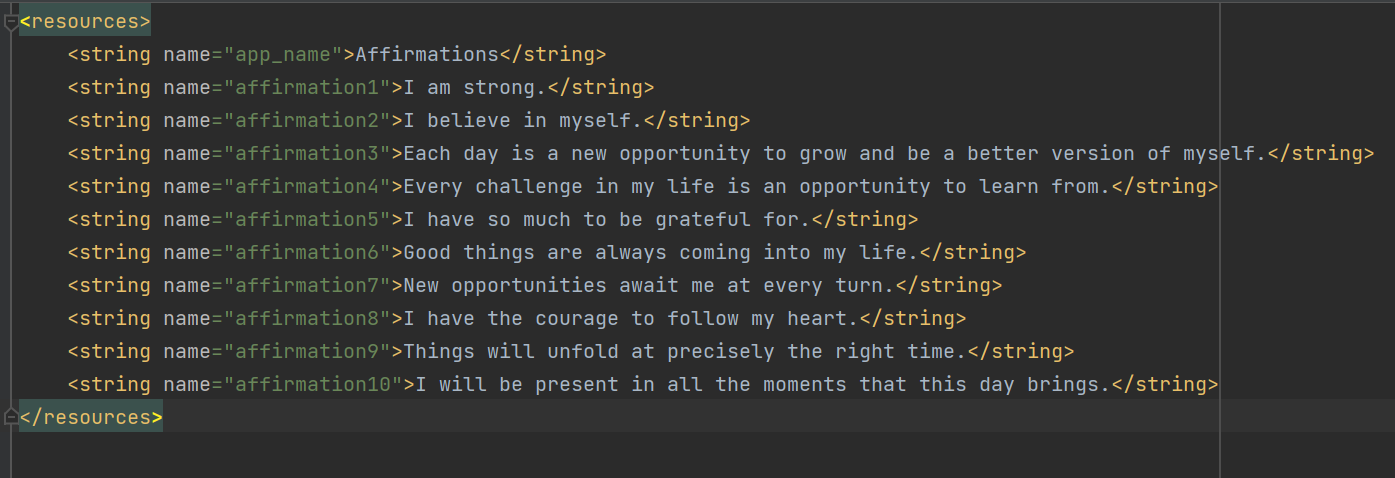 <resources>
    <string name="app_name">Affirmations</string>
    <string name="affirmation1">I am strong.</string>
    <string name="affirmation2">I believe in myself.</string>
    <string name="affirmation3">Each day is a new opportunity to grow and be a better version of myself.</string>
    <string name="affirmation4">Every challenge in my life is an opportunity to learn from.</string>
    <string name="affirmation5">I have so much to be grateful for.</string>
    <string name="affirmation6">Good things are always coming into my life.</string>
    <string name="affirmation7">New opportunities await me at every turn.</string>
    <string name="affirmation8">I have the courage to follow my heart.</string>
    <string name="affirmation9">Things will unfold at precisely the right time.</string>
    <string name="affirmation10">I will be present in all the moments that this day brings.</string>
</resources>